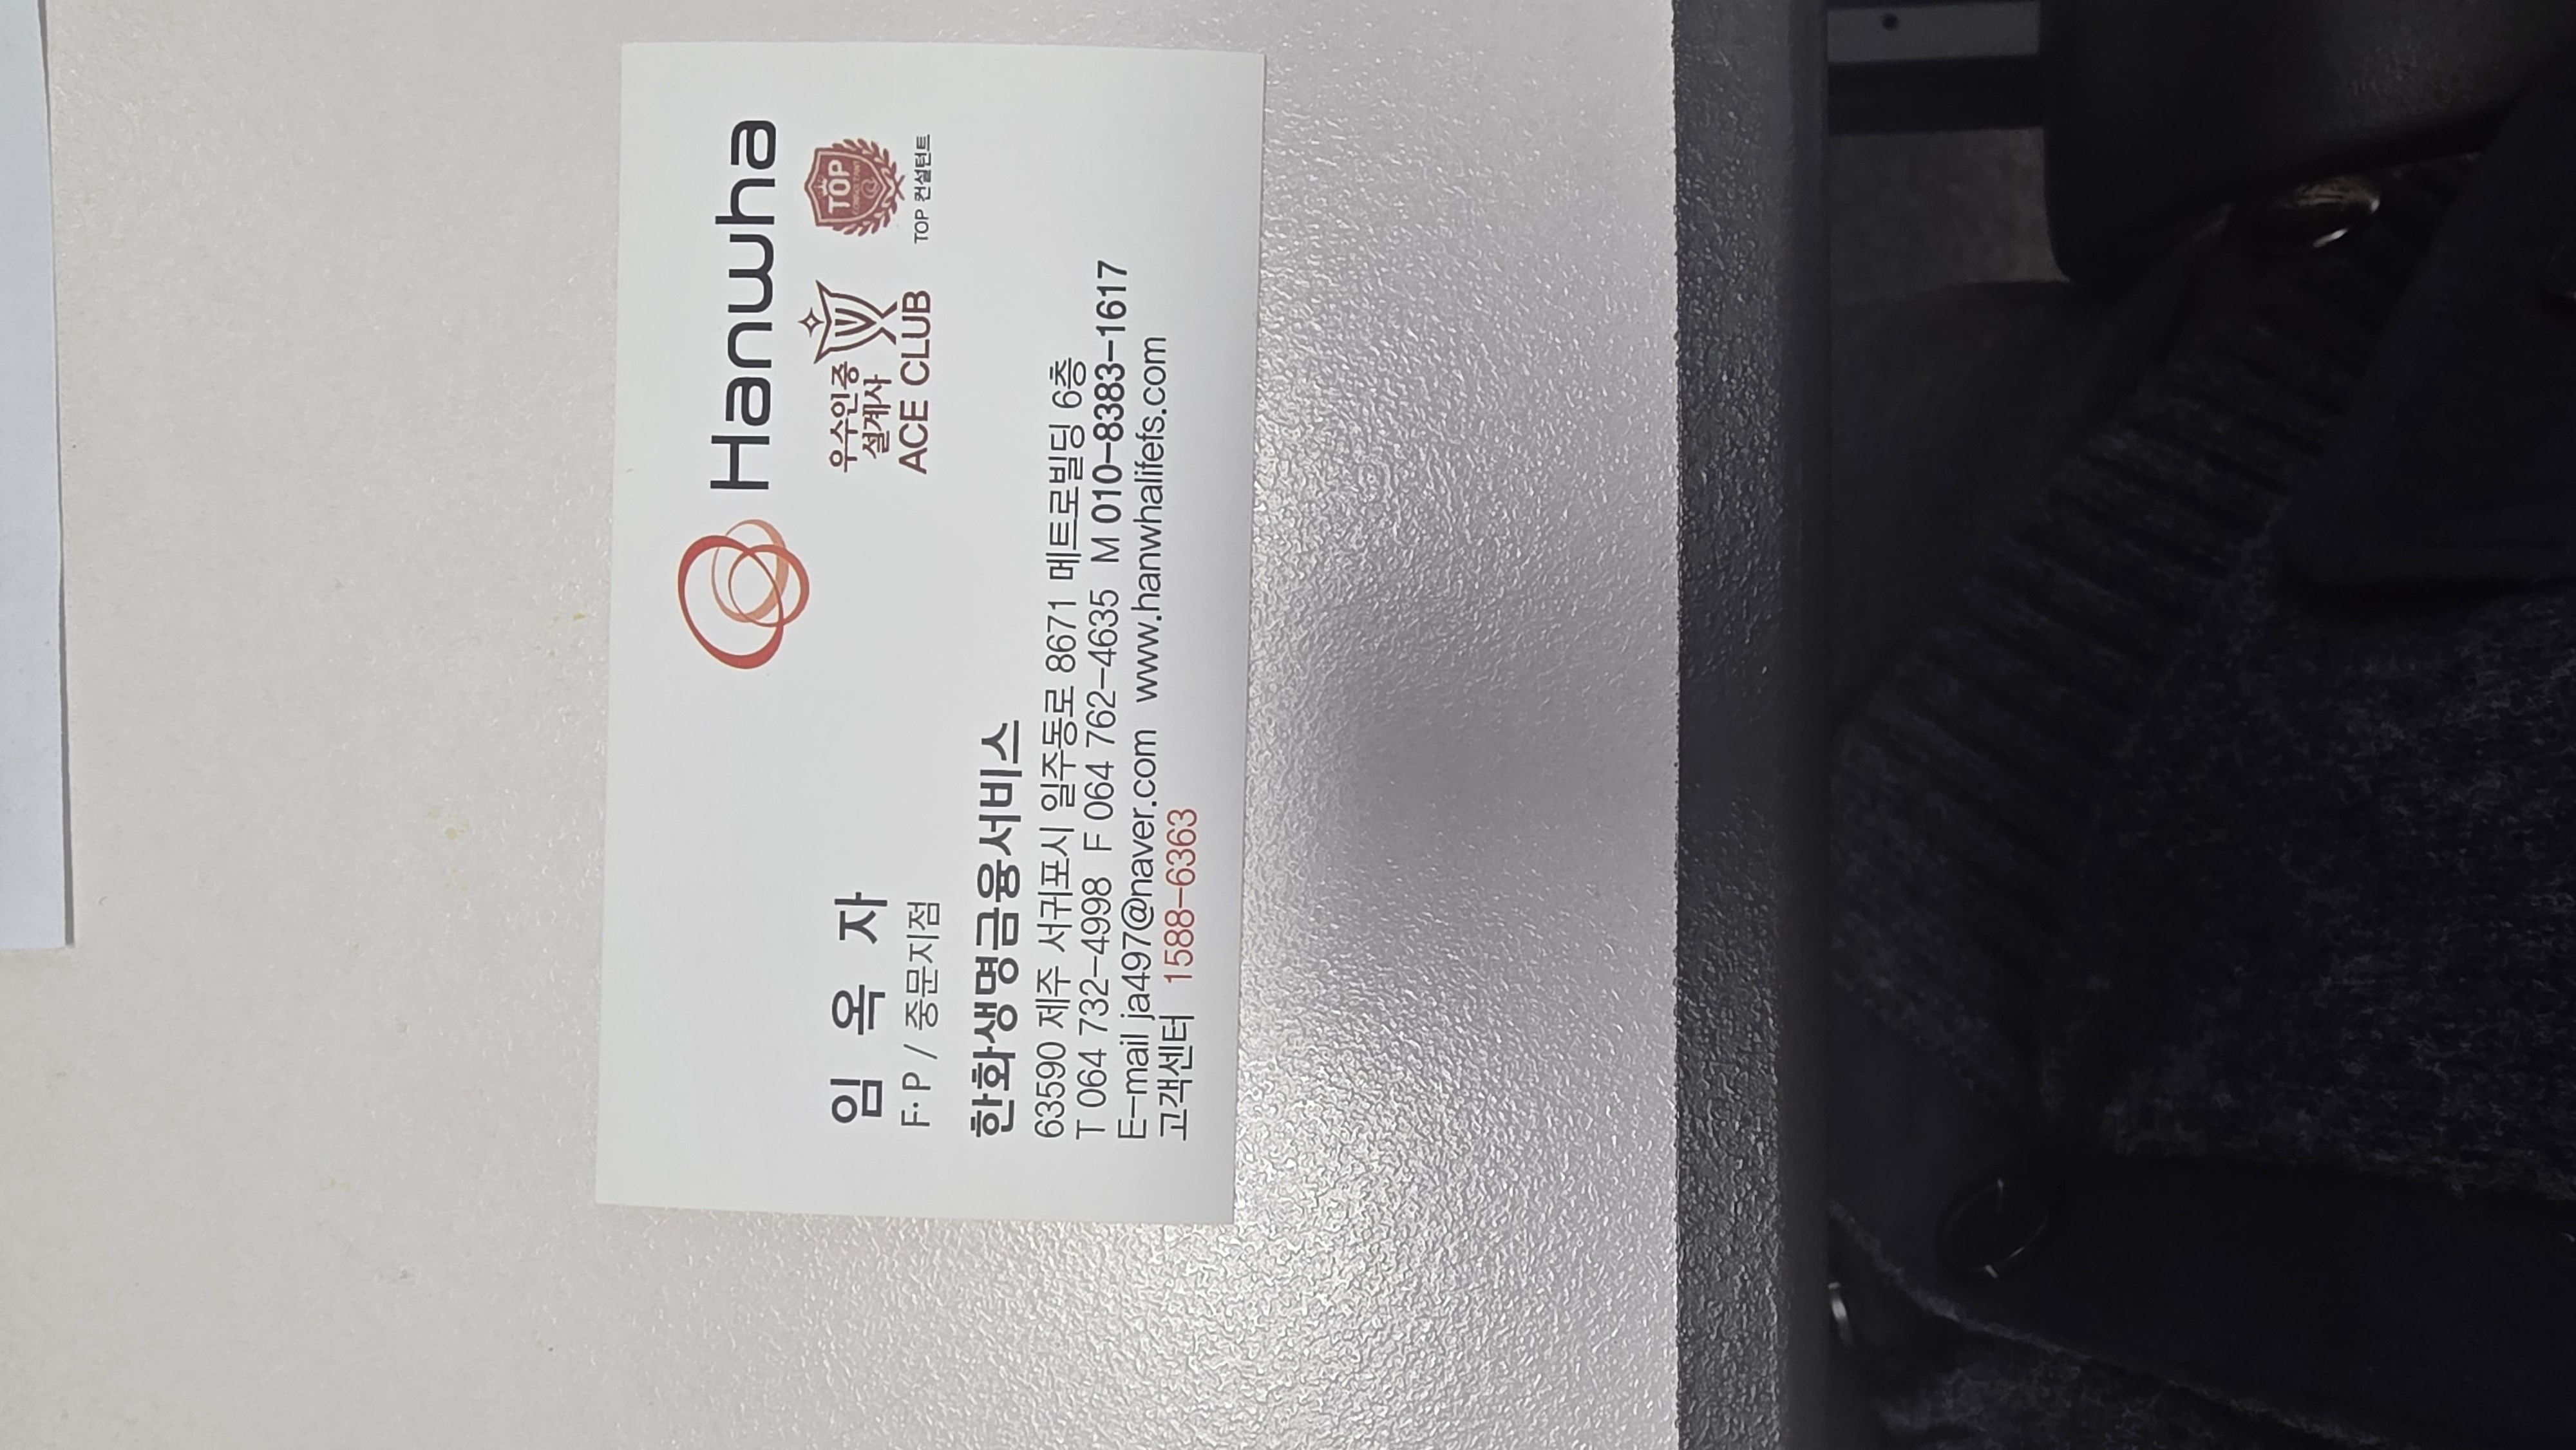 Hanwha
우수인증
설계사
ACE CLUB
TOP
CONSULTANT
TOP 컨설턴트
임 옥 자
F·P / 중문지점
한화생명금융서비스
63590 제주 서귀포시 일주동로 8671 메트로빌딩 6층
T 064 732-4998 F 064 762-4635 M 010-8383-1617
E-mail ja497@naver.com www.hanwhalifefs.com
고객센터 1588-6363